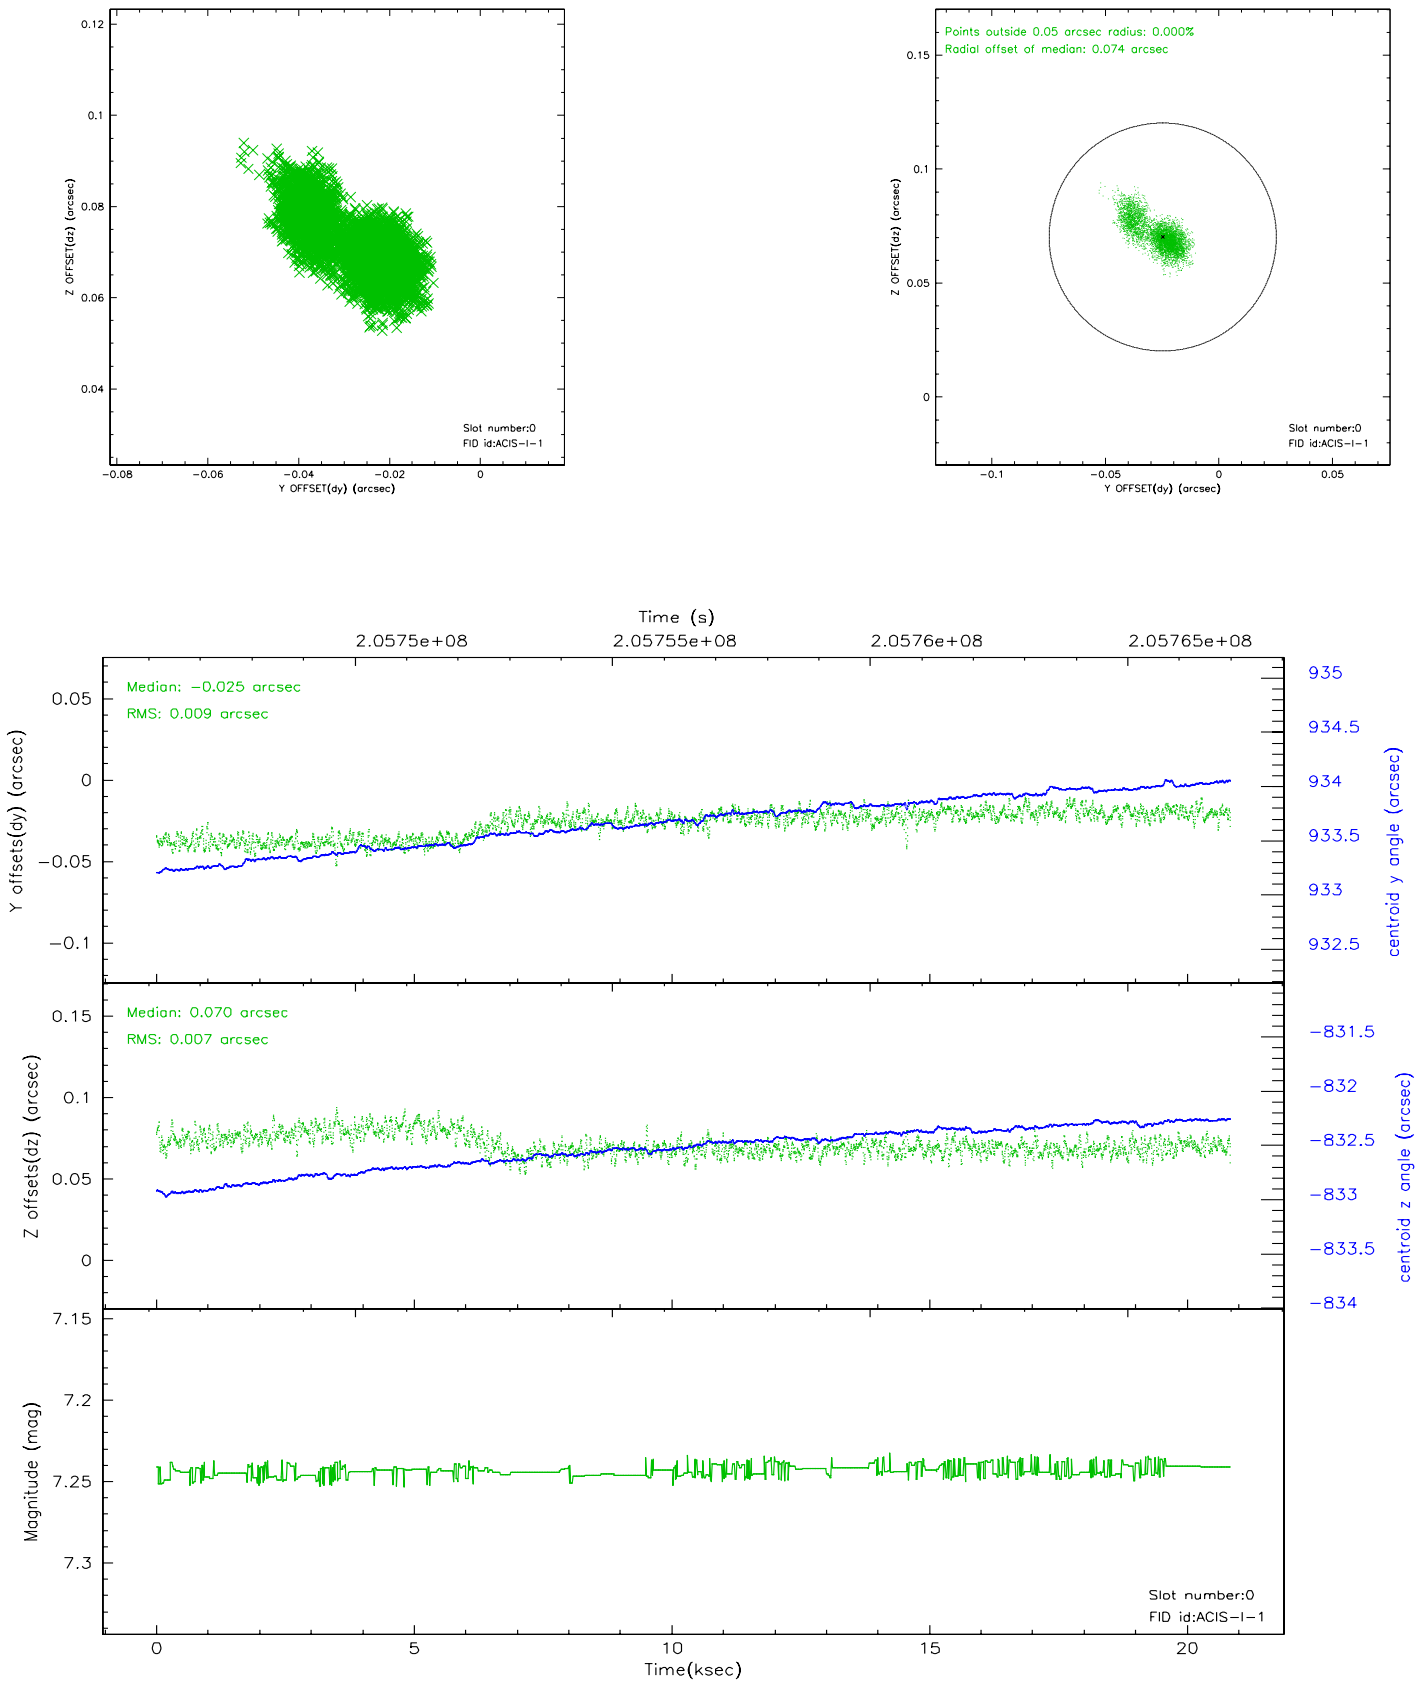 0.12
0.1
0.08
0.06
0.04
Z OFFSET(dz) (arcsec)
Slot number:0
FID id:ACIS-I-1
-0.08 -0.06 -0.04 -0.02 0
Y OFFSET(dy) (arcsec)
Points outside 0.05 arcsec radius: 0.000%
Radial offset of median: 0.074 arcsec
0.15
0.1
0.05
0
Z OFFSET(dz) (arcsec)
Slot number:0
FID id:ACIS-I-1
-0.1 -0.05 0 0.05
Y OFFSET(dy) (arcsec)
Time (s)
2.0575e+08 2.05755e+08 2.0576e+08 2.05765e+08
Median: -0.025 arcsec
RMS: 0.009 arcsec
0.05
0
-0.05
-0.1
Y offsets(dy) (arcsec)
935
934.5
934
933.5
933
932.5
centroid y angle (arcsec)
Median: 0.070 arcsec
RMS: 0.007 arcsec
0.15
0.1
0.05
0
Z offsets(dz) (arcsec)
-831.5
-832
-832.5
-833
-833.5
-834
centroid z angle (arcsec)
7.15
7.2
7.25
7.3
Magnitude (mag)
Slot number:0
FID id:ACIS-I-1
0 5 10 15 20
Time(ksec)